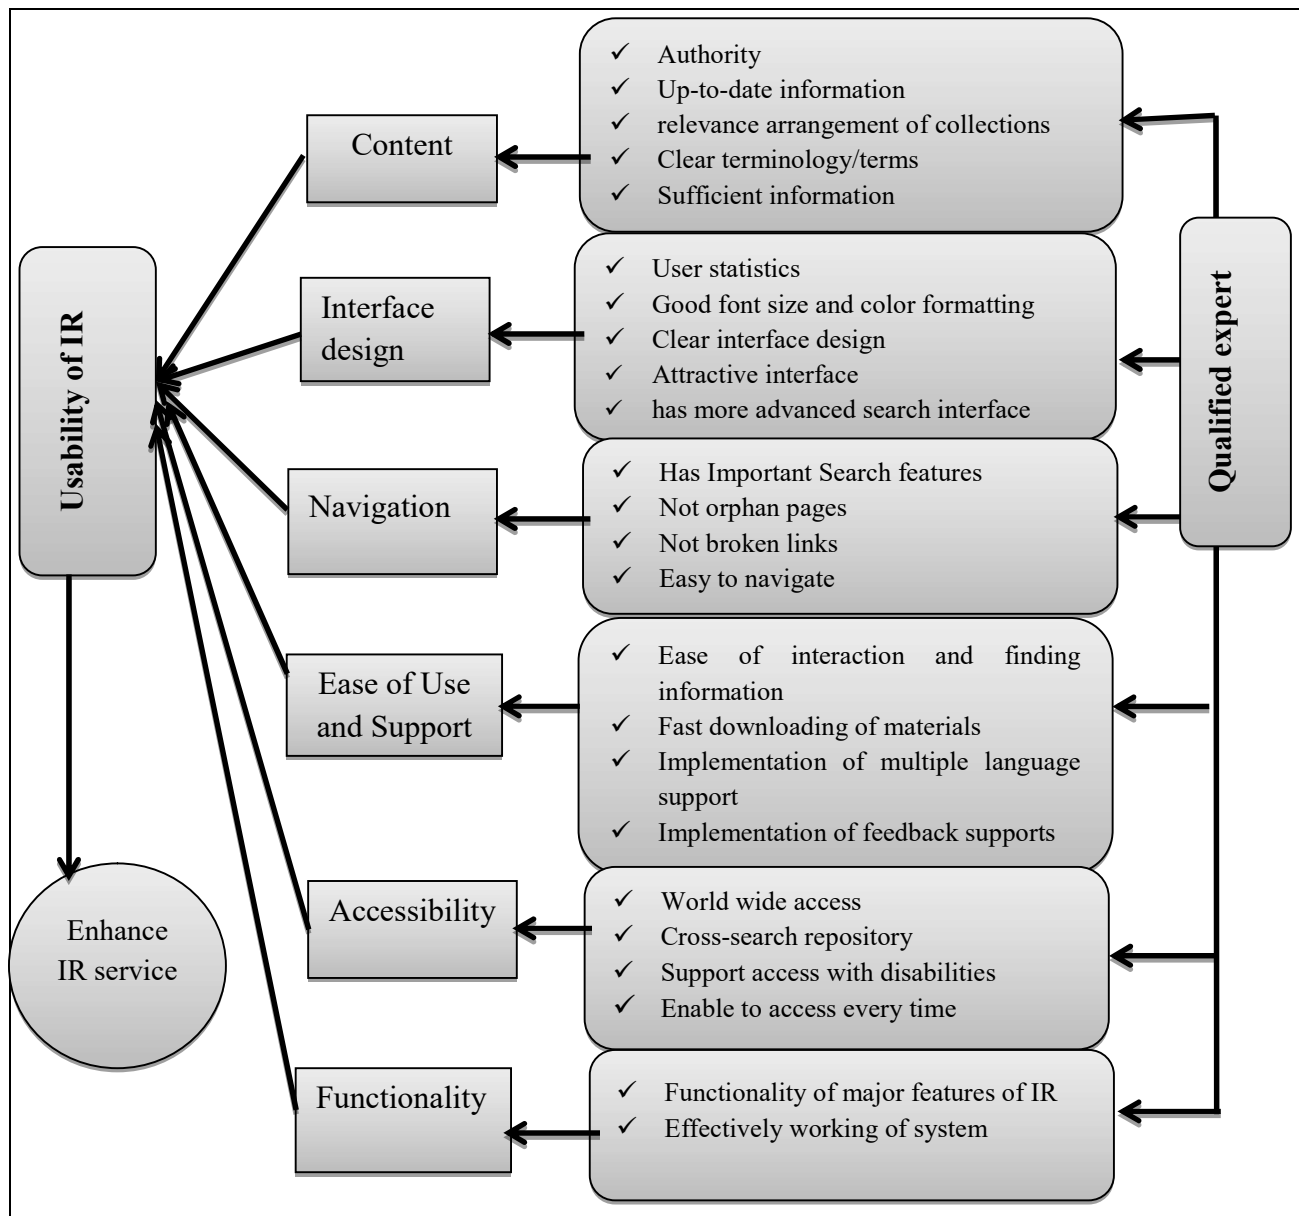 Usability of IR
Enhance
IR service
Content
Interface
design
Navigation
Ease of Use
and Support
Accessibility
Functionality
✓ Authority
✓ Up-to-date information
✓ relevance arrangement of collections
✓ Clear terminology/terms
✓ Sufficient information
✓ User statistics
✓ Good font size and color formatting
✓ Clear interface design
✓ Attractive interface
✓ has more advanced search interface
✓ Has Important Search features
✓ Not orphan pages
✓ Not broken links
✓ Easy to navigate
✓ Ease of interaction and finding
information
✓ Fast downloading of materials
✓ Implementation of multiple language
support
✓ Implementation of feedback supports
✓ World wide access
✓ Cross-search repository
✓ Support access with disabilities
✓ Enable to access every time
✓ Functionality of major features of IR
✓ Effectively working of system
Qualified expert